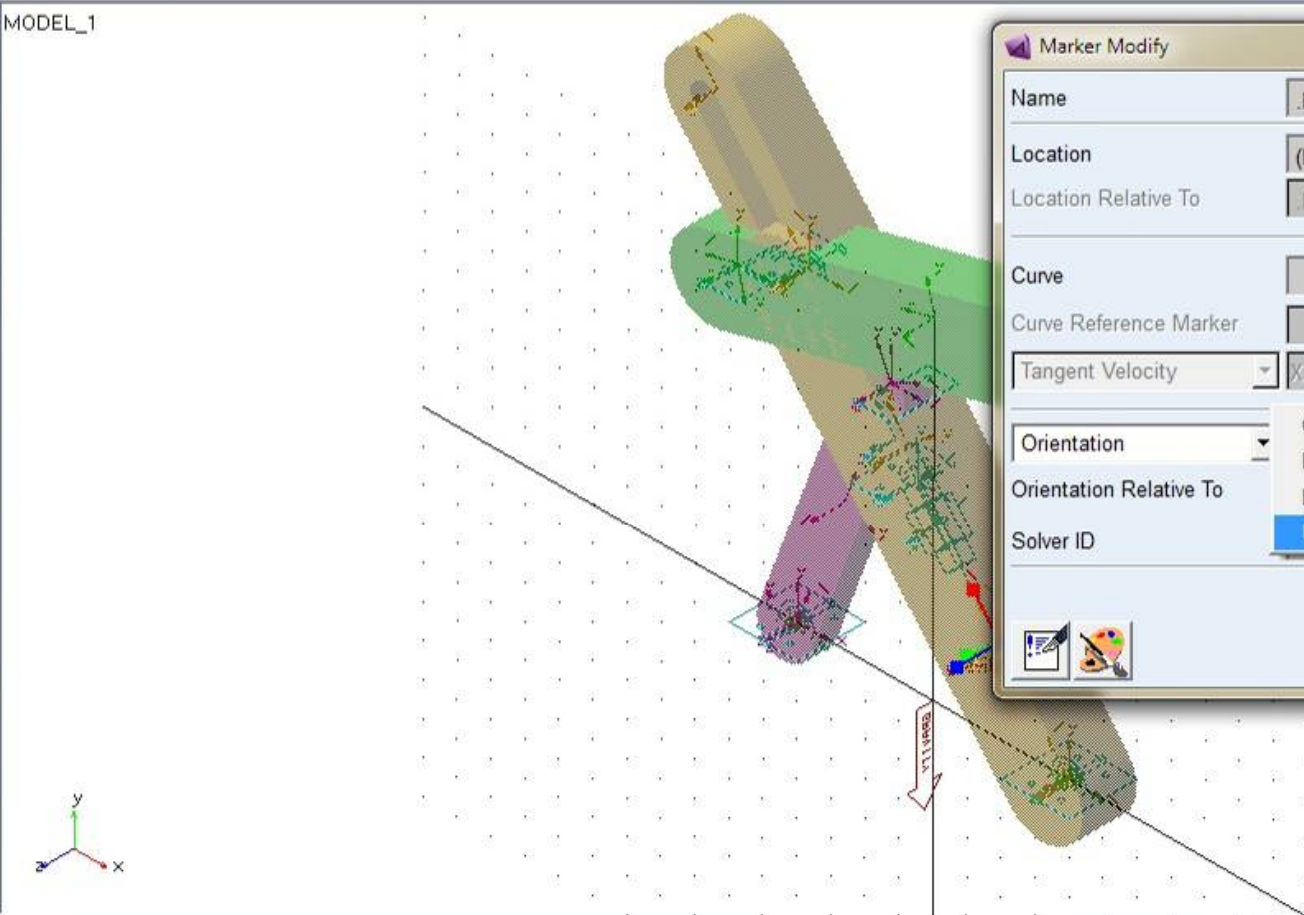 MODEL_1
Marker Modify
Name
Location
Location Relative To
Curve
Curve Reference Marker
Tangent Velocity
Orientation
Orientation Relative To
Solver ID
y
z
x